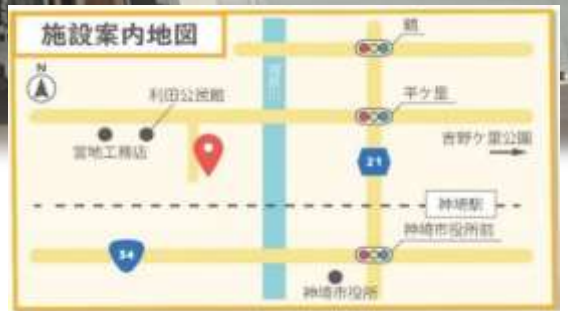 施設案内地図
鶴
N
利田公民館
平ケ里
宮地工務店
吉野ケ里公園
21
神埼駅
神埼市役所前
34
神埼市役所